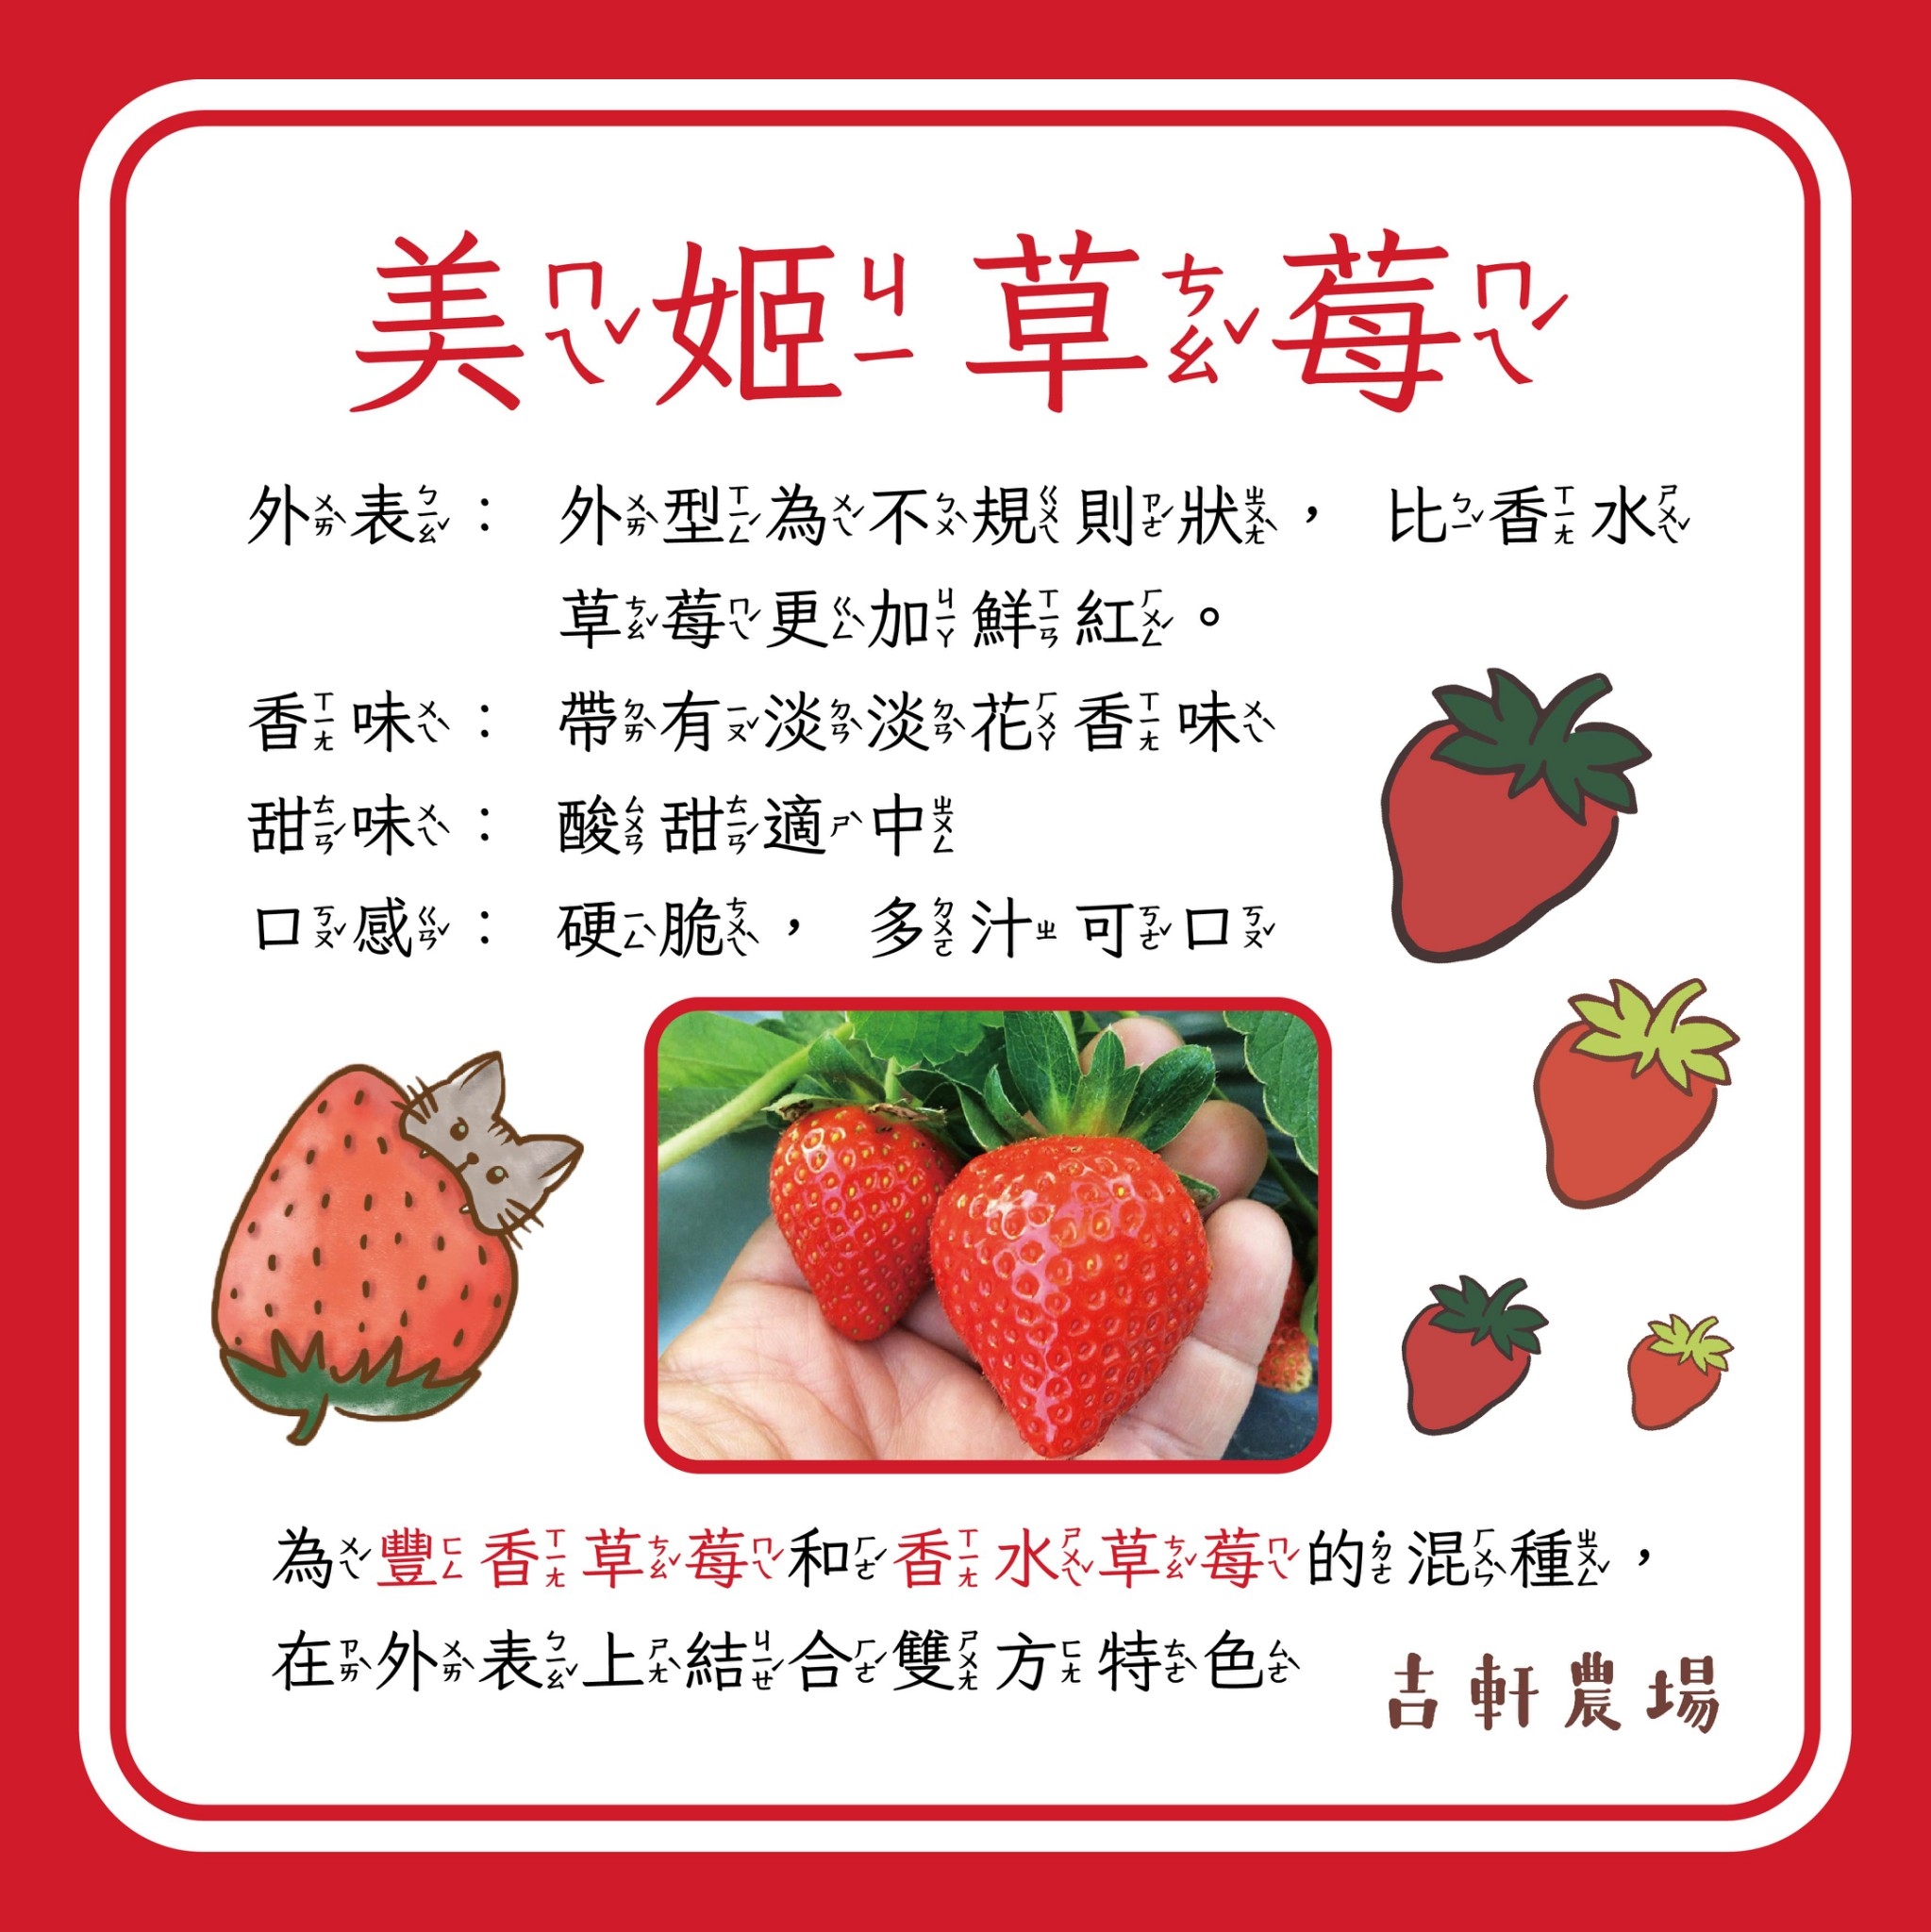 美姬草莓
外表： 外型為不規則狀， 比香水
草莓更加鮮紅。
香味： 帶有淡淡花香味
甜味： 酸甜適中
口感： 硬脆， 多汁可口
為豐香草莓和香水草莓的混種，
在外表上結合雙方特色
吉軒農場